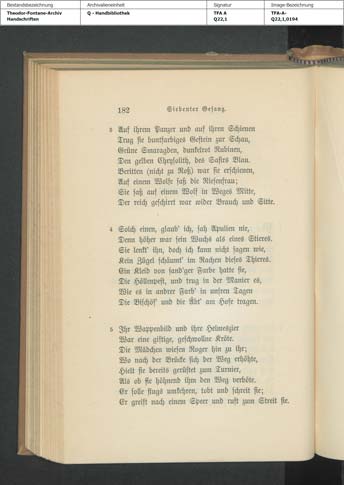 Bestandsbezeichnung
Archivalieneinheit
Signatur
Image-Bezeichnung
Theodor-Fontane-Archiv
Handschriften
Q - Handbibliothek
TFA A
Q22,1
TFA-A-
Q22,1,0194
182 Siebenter Gesang.
3 Auf ihrem Panzer und auf ihren Schienen
Trug sie buntfarbiges Gestein zur Schau,
Grüne Smaragden, dunkelrot Rubinen,
Den gelben Chrysolith, des Safirs Blau.
Beritten (nicht zu Roß) war sie erschienen,
Auf einem Wolfe saß die Riesenfrau;
Sie saß auf einem Wolf in Weges Mitte,
Der reich geschirrt war wider Brauch und Sitte.
4 Solch einen, glaub' ich, sah Apulien nie,
Denn höher war sein Wuchs als eines Stieres.
Sie lenkt' ihn, doch ich kann nicht sagen wie,
Kein Zügel schäumt' im Rachen dieses Thieres.
Ein Kleid von sand'ger Farbe hatte sie,
Die Höllenpest, und trug in der Manier es,
Wie es in andrer Farb' in unsren Tagen
Die Bischöf' und die Äbt' am Hofe tragen.
5 Ihr Wappenbild und ihre Helmeszier
War eine giftige, geschwollne Kröte.
Die Mädchen wiesen Roger hin zu ihr;
Wo nach der Brücke sich der Weg erhöhte,
Hielt sie bereits gerüstet zum Turnier,
Als ob sie höhnend ihm den Weg verböte.
Er solle flugs umkehren, tobt und schreit sie;
Er greift nach einem Speer und ruft zum Streit sie.